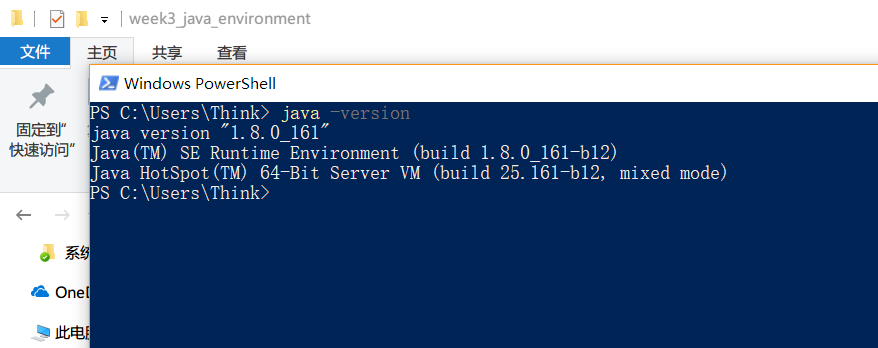 week3_java_environment
文件 主页 共享 查看
Windows PowerShell
固定到"
快速访问"
PS C:\Users\Think> java -version
java version "1.8.0_161"
Java(TM) SE Runtime Environment (build 1.8.0_161-b12)
Java HotSpot(TM) 64-Bit Server VM (build 25.161-b12, mixed mode)
PS C:\Users\Think>
系统
OneD
此电脑